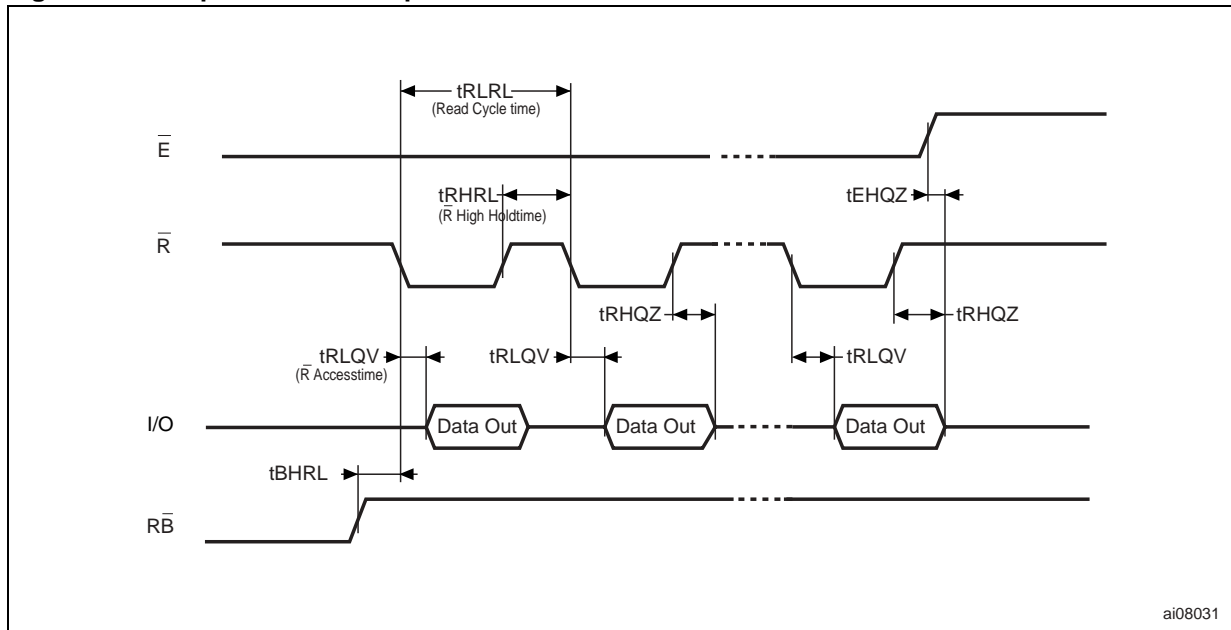 tRLRL
(Read Cycle time)
E̅
tRHRL
(R̅ High Holdtime)
tEHQZ
R̅
tRHQZ
tRHQZ
tRLQV
(R̅ Accesstime)
tRLQV
tRLQV
I/O
Data Out
Data Out
Data Out
tBHRL
RB̅
ai08031